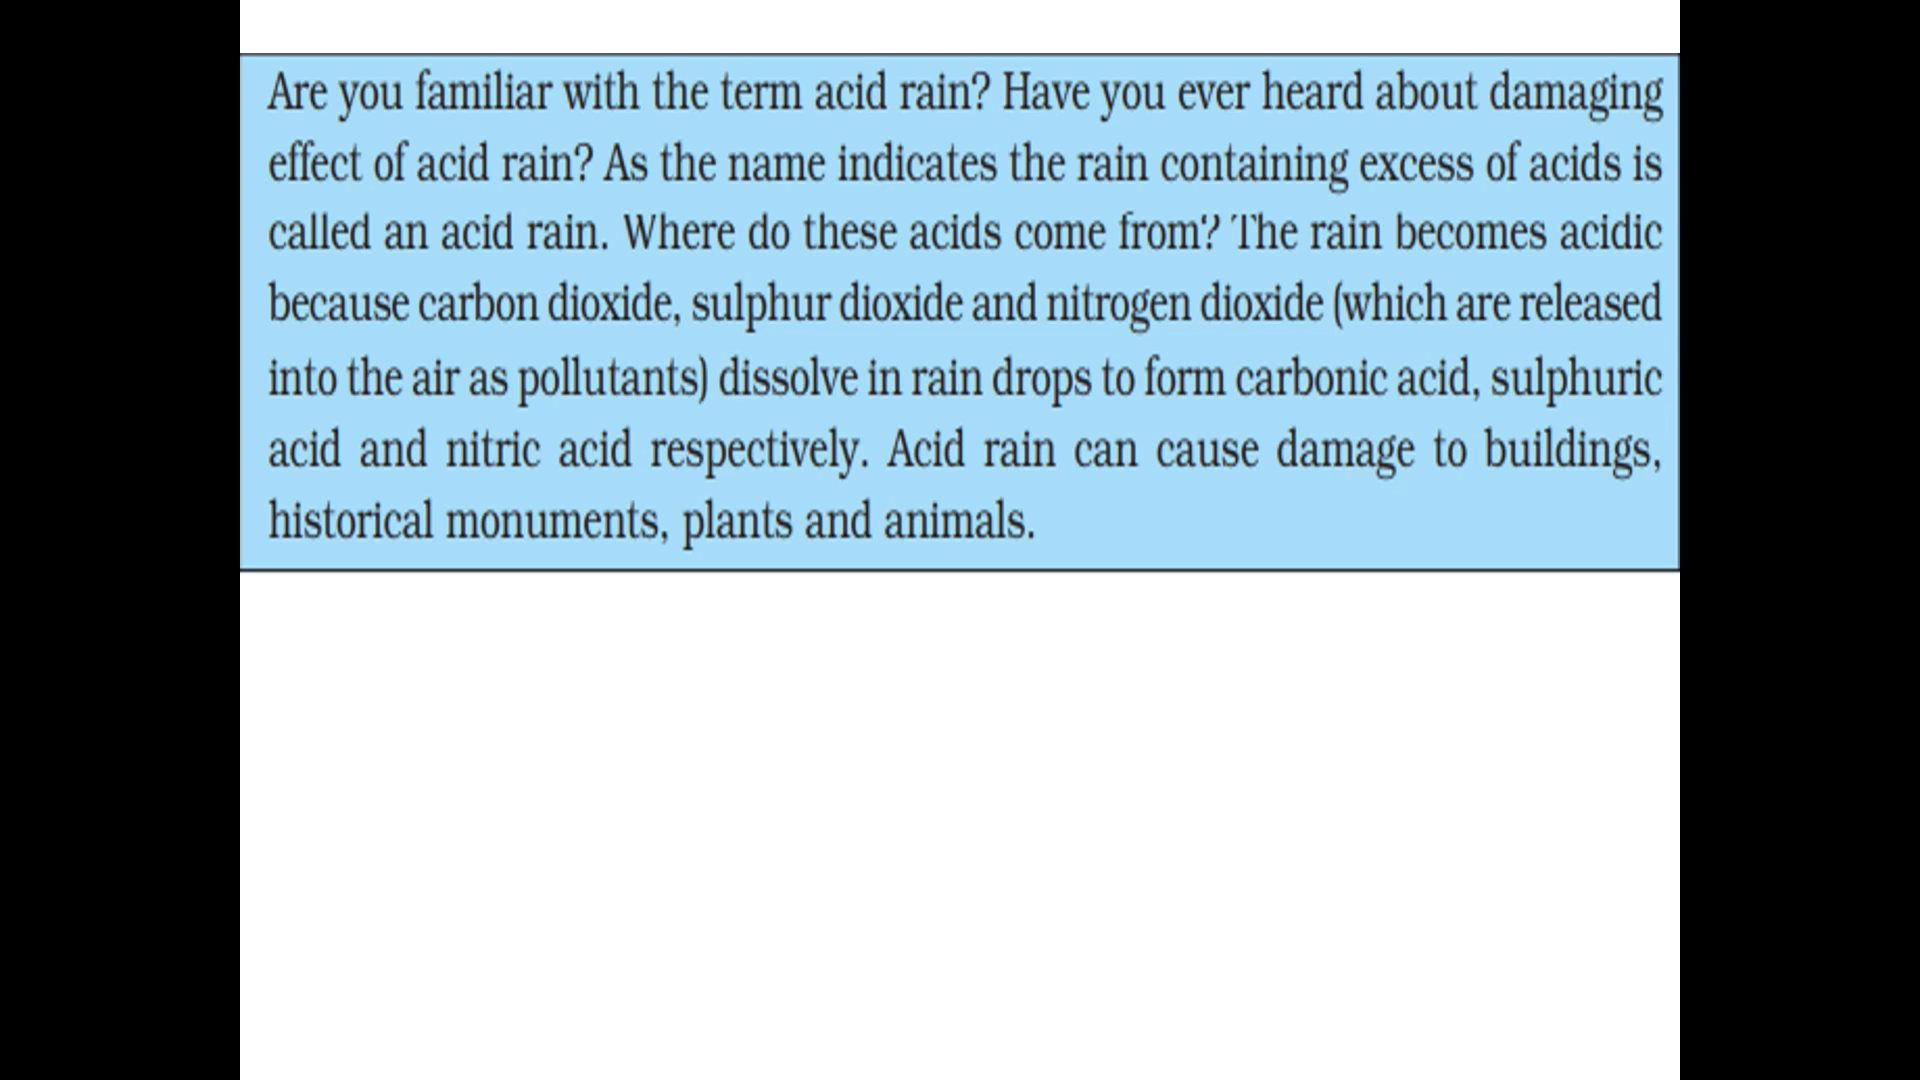 Are you familiar with the term acid rain? Have you ever heard about damaging
effect of acid rain? As the name indicates the rain containing excess of acids is
called an acid rain. Where do these acids come from? The rain becomes acidic
because carbon dioxide, sulphur dioxide and nitrogen dioxide (which are released
into the air as pollutants) dissolve in rain drops to form carbonic acid, sulphuric
acid and nitric acid respectively. Acid rain can cause damage to buildings,
historical monuments, plants and animals.